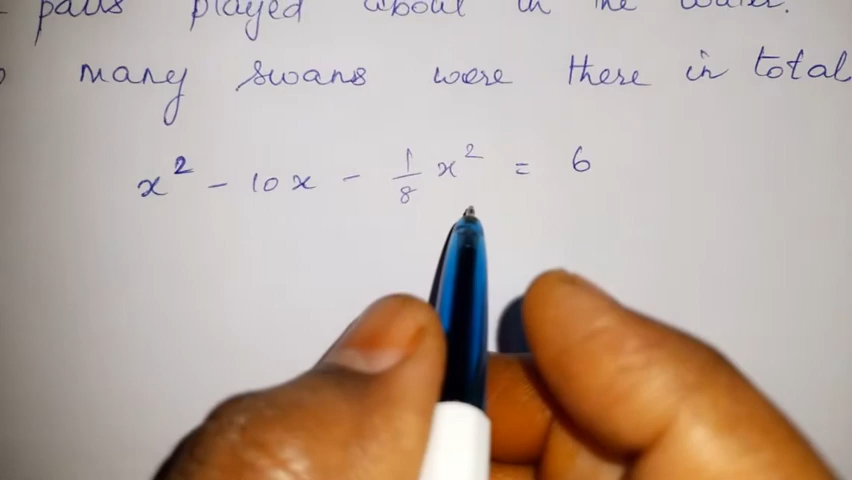 pairs played about in the water.
many swans were there in total
x² - 10x - 1/8 x² = 6